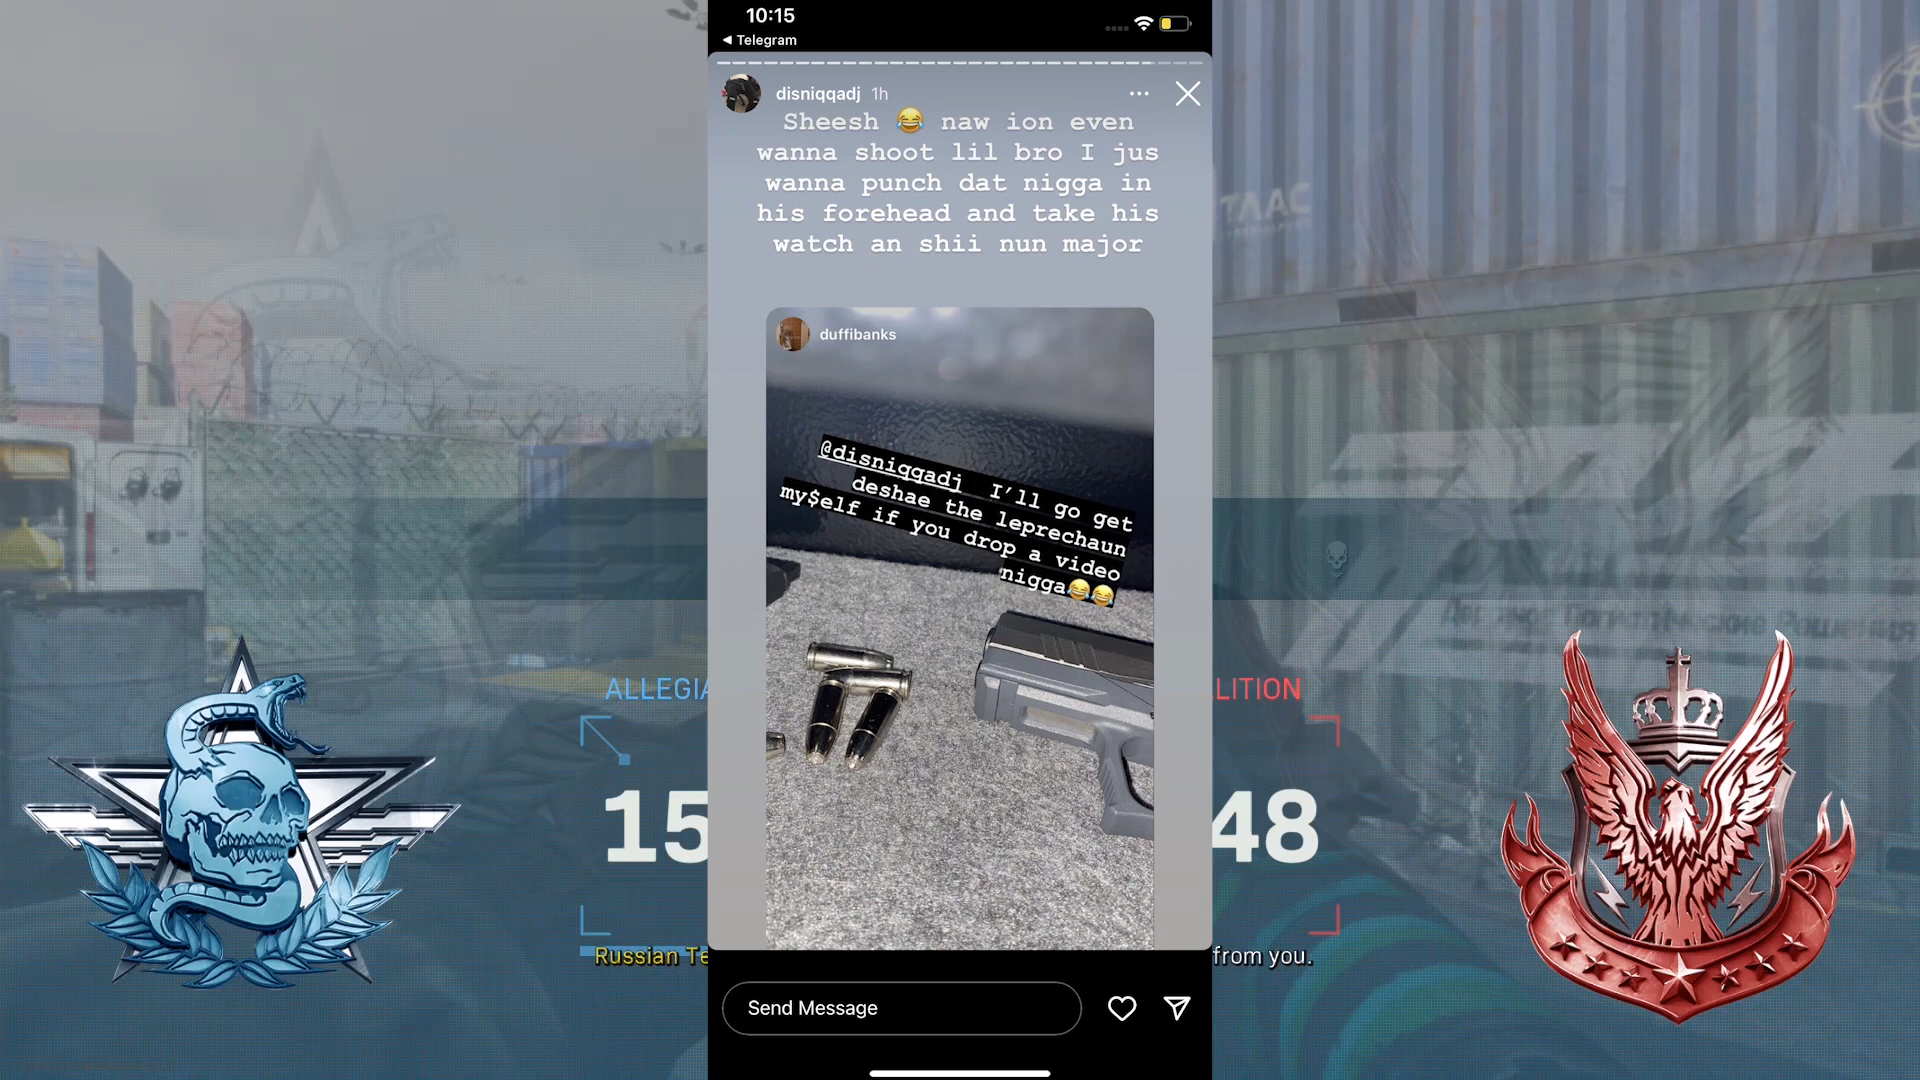 10:15
◀ Telegram
disniqqadj 1h
Sheesh 😂 naw ion even
wanna shoot lil bro I jus
wanna punch dat nigga in
his forehead and take his
watch an shii nun major
duffibanks
@disniqqadj I'll go get
deshae the leprechaun
my$elf if you drop a video
nigga😂😂
TAAC
ALLEGIA
LITION
15
48
Russian Te
from you.
Send Message